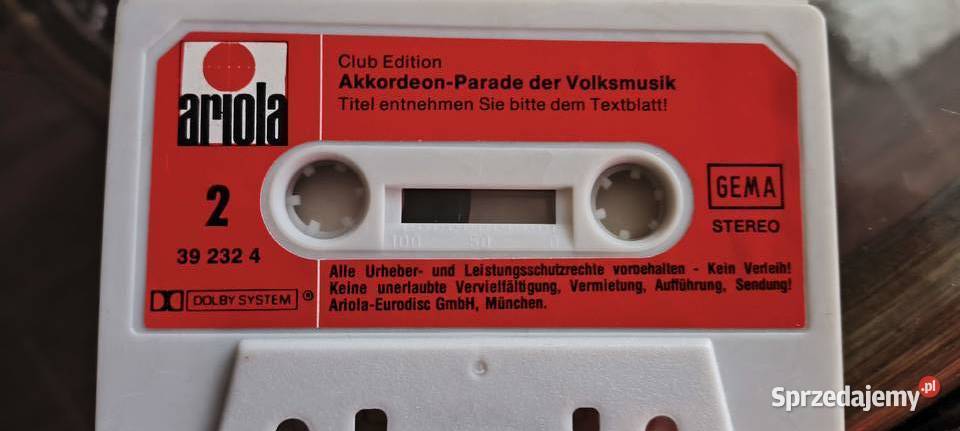 ariola
Club Edition
Akkordeon-Parade der Volksmusik
Titel entnehmen Sie bitte dem Textblatt!
2
39 232 4
DOLBY SYSTEM ®
100 50 0
GEMA
STEREO
Alle Urheber- und Leistungsschutzrechte vorbehalten - Kein Verleih!
Keine unerlaubte Vervielfältigung, Vermietung, Aufführung, Sendung!
Ariola-Eurodisc GmbH, München.
Sprzedajemy.pl